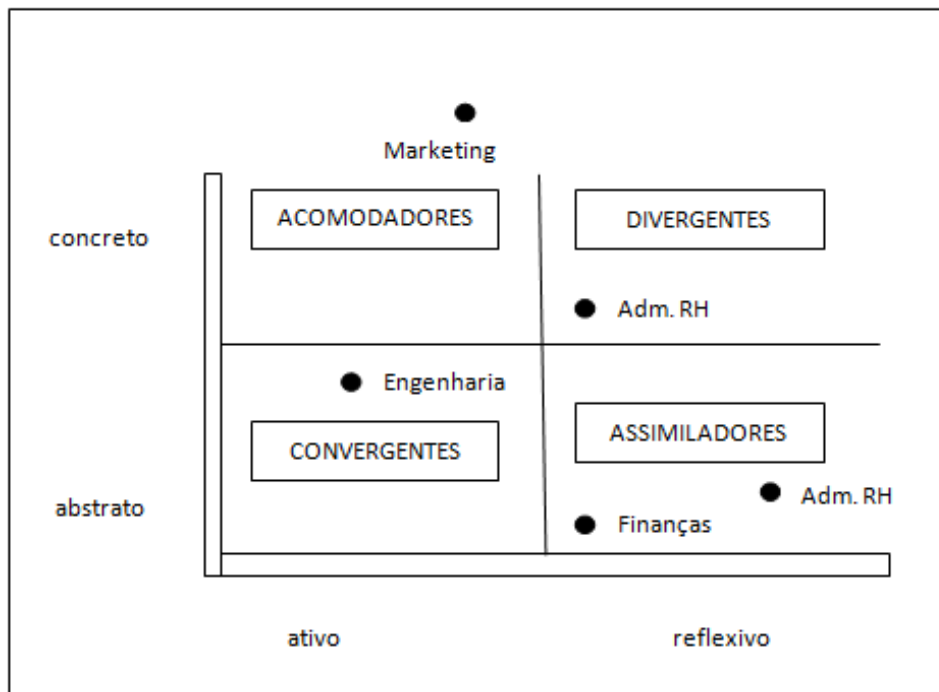 Marketing
ACOMODADORES
DIVERGENTES
concreto
Adm. RH
Engenharia
ASSIMILADORES
CONVERGENTES
Adm. RH
abstrato
Finanças
ativo
reflexivo